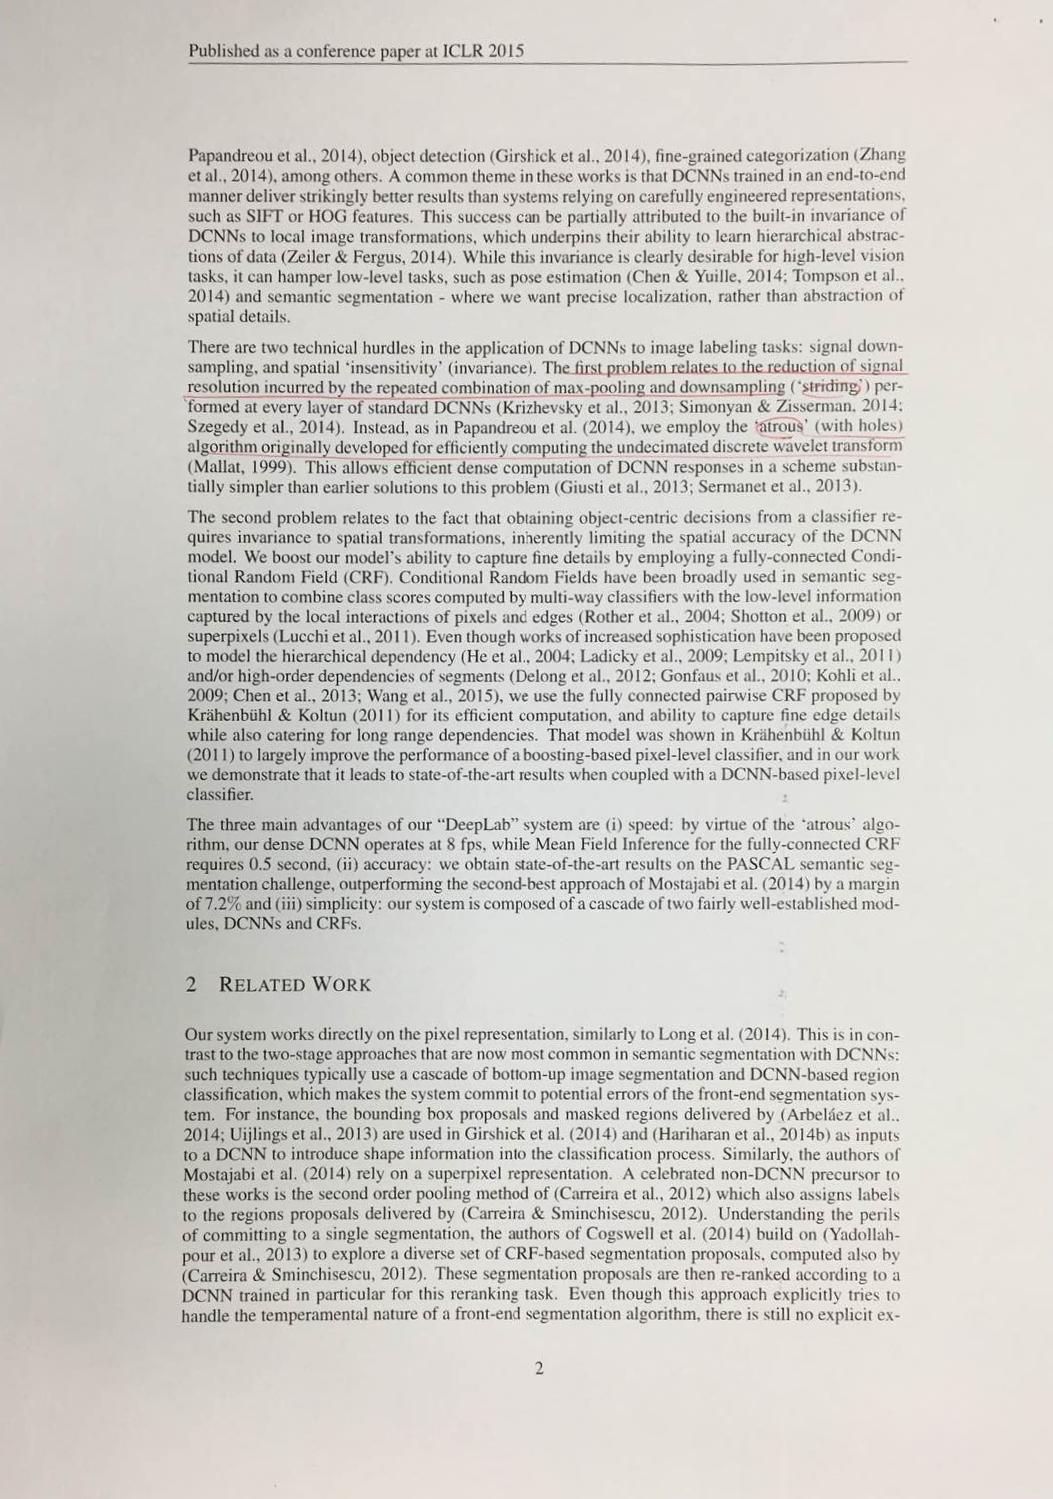 Published as a conference paper at ICLR 2015
Papandreou et al., 2014), object detection (Girshick et al., 2014), fine-grained categorization (Zhang
et al., 2014), among others. A common theme in these works is that DCNNs trained in an end-to-end
manner deliver strikingly better results than systems relying on carefully engineered representations,
such as SIFT or HOG features. This success can be partially attributed to the built-in invariance of
DCNNs to local image transformations, which underpins their ability to learn hierarchical abstrac-
tions of data (Zeiler & Fergus, 2014). While this invariance is clearly desirable for high-level vision
tasks, it can hamper low-level tasks, such as pose estimation (Chen & Yuille, 2014; Tompson et al.,
2014) and semantic segmentation - where we want precise localization, rather than abstraction of
spatial details.
There are two technical hurdles in the application of DCNNs to image labeling tasks: signal down-
sampling, and spatial ‘insensitivity’ (invariance). The first problem relates to the reduction of signal
resolution incurred by the repeated combination of max-pooling and downsampling (‘striding’) per-
formed at every layer of standard DCNNs (Krizhevsky et al., 2013; Simonyan & Zisserman, 2014;
Szegedy et al., 2014). Instead, as in Papandreou et al. (2014), we employ the ‘atrous’ (with holes)
algorithm originally developed for efficiently computing the undecimated discrete wavelet transform
(Mallat, 1999). This allows efficient dense computation of DCNN responses in a scheme substan-
tially simpler than earlier solutions to this problem (Giusti et al., 2013; Sermanet et al., 2013).
The second problem relates to the fact that obtaining object-centric decisions from a classifier re-
quires invariance to spatial transformations, inherently limiting the spatial accuracy of the DCNN
model. We boost our model's ability to capture fine details by employing a fully-connected Condi-
tional Random Field (CRF). Conditional Random Fields have been broadly used in semantic seg-
mentation to combine class scores computed by multi-way classifiers with the low-level information
captured by the local interactions of pixels and edges (Rother et al., 2004; Shotton et al., 2009) or
superpixels (Lucchi et al., 2011). Even though works of increased sophistication have been proposed
to model the hierarchical dependency (He et al., 2004; Ladicky et al., 2009; Lempitsky et al., 2011)
and/or high-order dependencies of segments (Delong et al., 2012; Gonfaus et al., 2010; Kohli et al.,
2009; Chen et al., 2013; Wang et al., 2015), we use the fully connected pairwise CRF proposed by
Krähenbühl & Koltun (2011) for its efficient computation, and ability to capture fine edge details
while also catering for long range dependencies. That model was shown in Krähenbühl & Koltun
(2011) to largely improve the performance of a boosting-based pixel-level classifier, and in our work
we demonstrate that it leads to state-of-the-art results when coupled with a DCNN-based pixel-level
classifier.
The three main advantages of our “DeepLab” system are (i) speed: by virtue of the ‘atrous’ algo-
rithm, our dense DCNN operates at 8 fps, while Mean Field Inference for the fully-connected CRF
requires 0.5 second, (ii) accuracy: we obtain state-of-the-art results on the PASCAL semantic seg-
mentation challenge, outperforming the second-best approach of Mostajabi et al. (2014) by a margin
of 7.2% and (iii) simplicity: our system is composed of a cascade of two fairly well-established mod-
ules, DCNNs and CRFs.
2 RELATED WORK
Our system works directly on the pixel representation, similarly to Long et al. (2014). This is in con-
trast to the two-stage approaches that are now most common in semantic segmentation with DCNNs:
such techniques typically use a cascade of bottom-up image segmentation and DCNN-based region
classification, which makes the system commit to potential errors of the front-end segmentation sys-
tem. For instance, the bounding box proposals and masked regions delivered by (Arbeláez et al.,
2014; Uijlings et al., 2013) are used in Girshick et al. (2014) and (Hariharan et al., 2014b) as inputs
to a DCNN to introduce shape information into the classification process. Similarly, the authors of
Mostajabi et al. (2014) rely on a superpixel representation. A celebrated non-DCNN precursor to
these works is the second order pooling method of (Carreira et al., 2012) which also assigns labels
to the regions proposals delivered by (Carreira & Sminchisescu, 2012). Understanding the perils
of committing to a single segmentation, the authors of Cogswell et al. (2014) build on (Yadollah-
pour et al., 2013) to explore a diverse set of CRF-based segmentation proposals, computed also by
(Carreira & Sminchisescu, 2012). These segmentation proposals are then re-ranked according to a
DCNN trained in particular for this reranking task. Even though this approach explicitly tries to
handle the temperamental nature of a front-end segmentation algorithm, there is still no explicit ex-
2